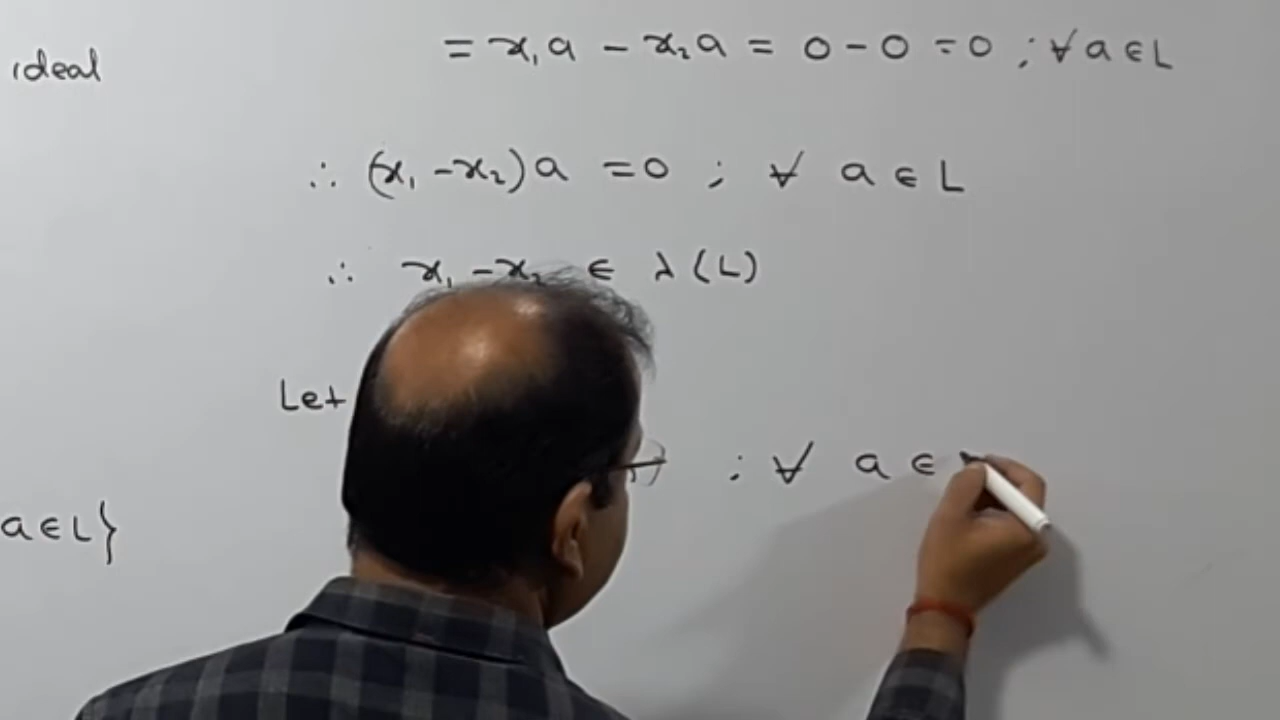 ideal
= x₁a - x₂a = 0 - 0 = 0 ; ∀ a ∈ L
∴ (x₁ - x₂)a = 0 ; ∀ a ∈ L
∴ x₁ - x₂ ∈ λ(L)
Let
; ∀ a ∈
a ∈ L}